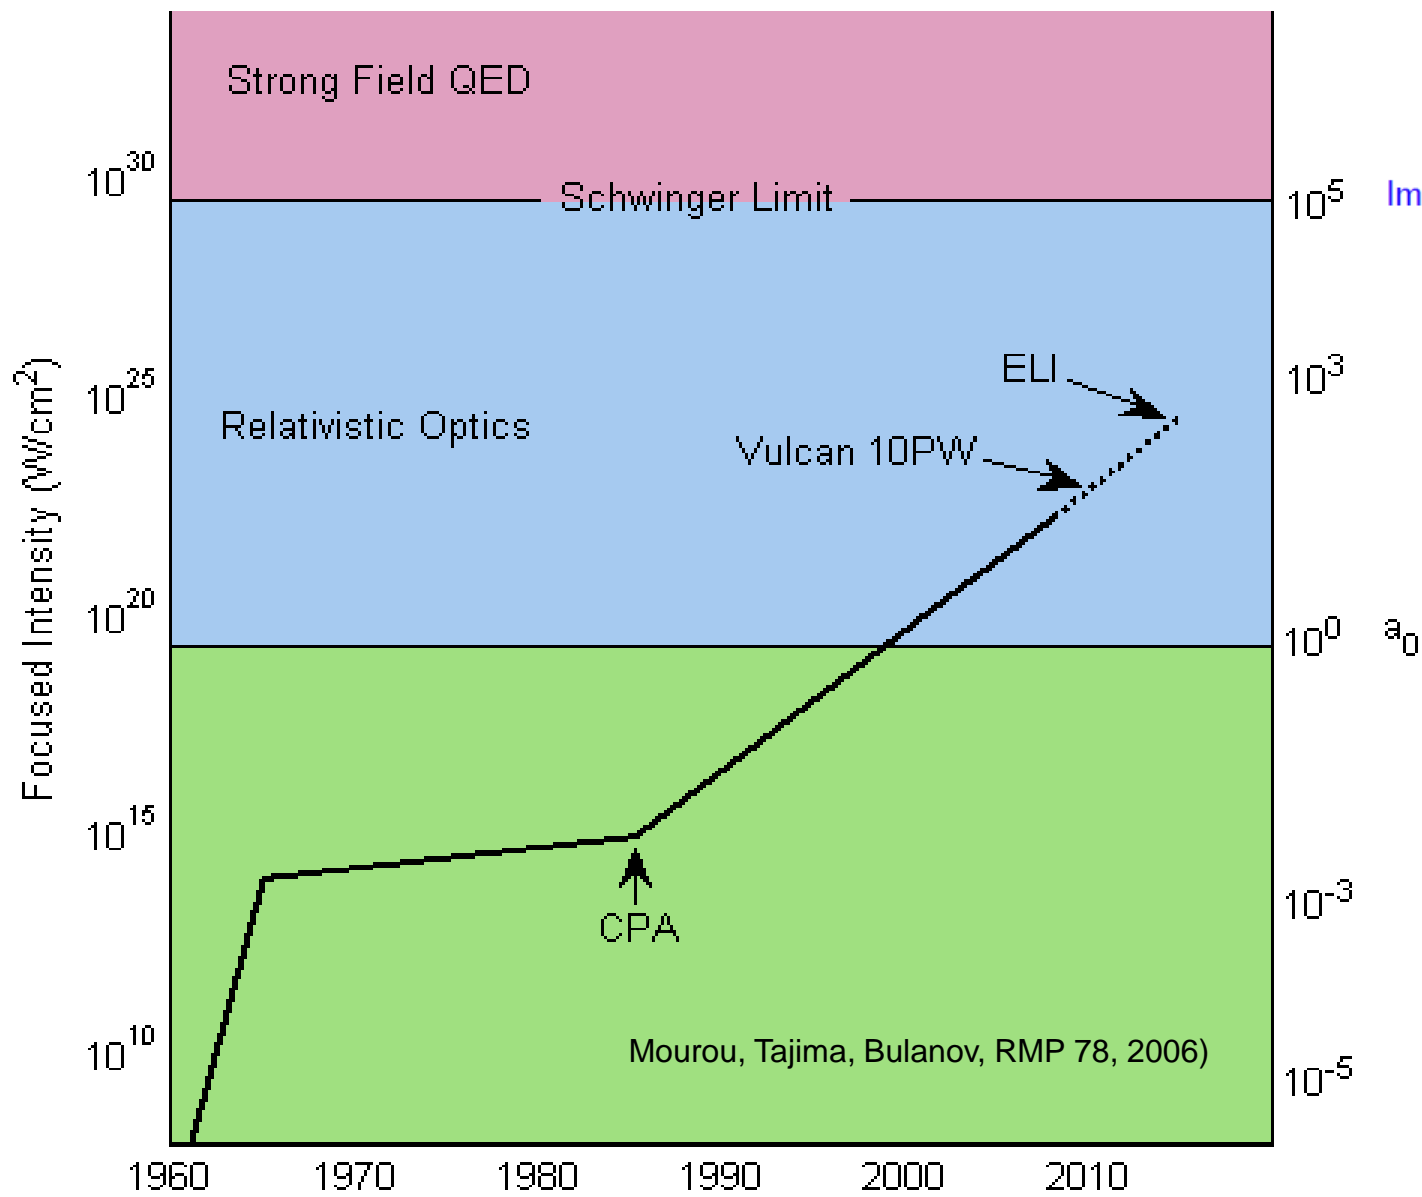 Strong Field QED
10^30
Schwinger Limit
10^5
Im
ELI
10^3
10^25
Relativistic Optics
Vulcan 10PW
Focused Intensity (W/cm^2)
10^20
10^0
a_0
10^15
CPA
10^-3
10^10
Mourou, Tajima, Bulanov, RMP 78, 2006)
10^-5
1960 1970 1980 1990 2000 2010